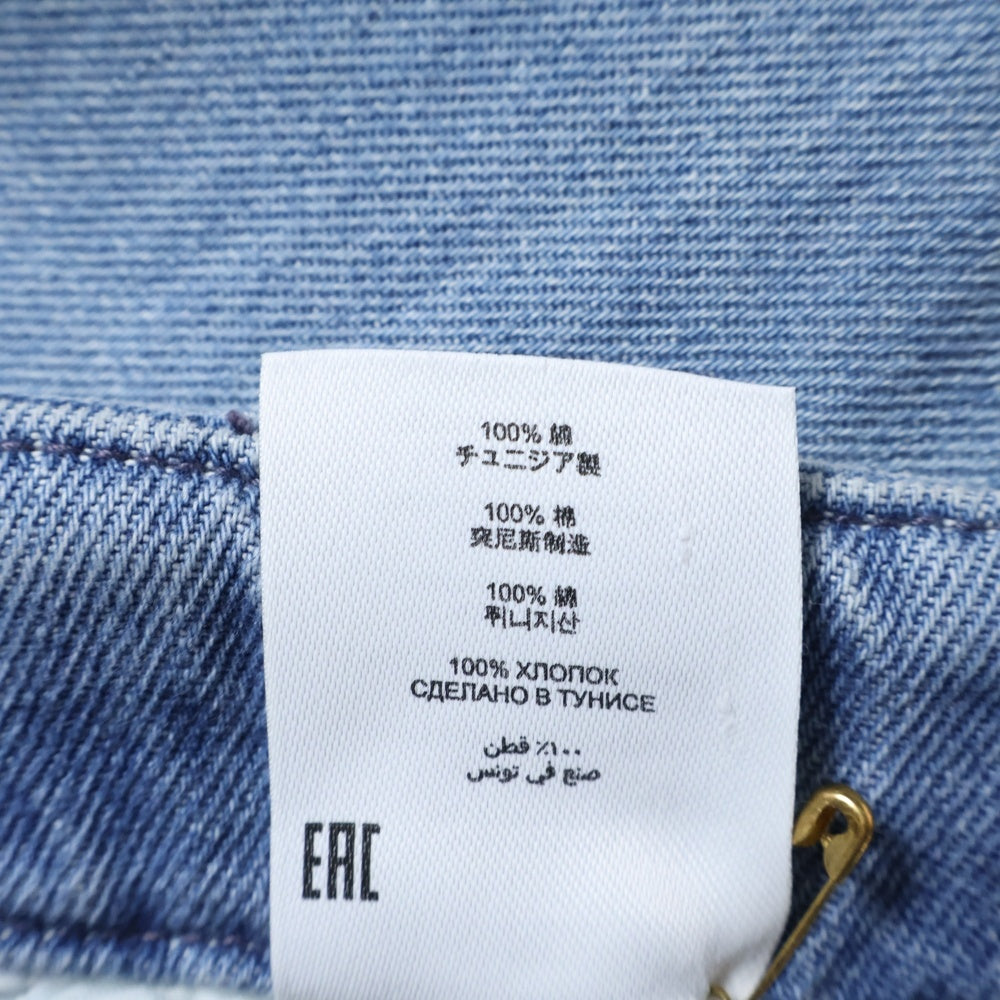 100% 綿
チュニジア製
100% 棉
突尼斯制造
100% 綿
튀니지산
100% ХЛОПОК
СДЕЛАНО В ТУНИСЕ
١٠٠٪ قطن
صنع في تونس
EAC